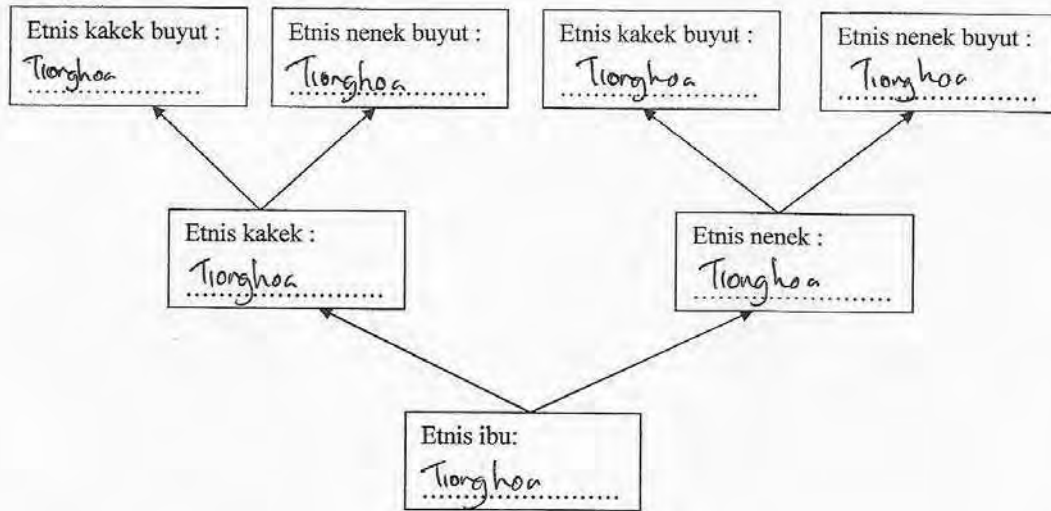 Etnis kakek buyut :
Tionghoa
Etnis nenek buyut :
Tionghoa
Etnis kakek buyut :
Tionghoa
Etnis nenek buyut :
Tionghoa
Etnis kakek :
Tionghoa
Etnis nenek :
Tionghoa
Etnis ibu:
Tionghoa